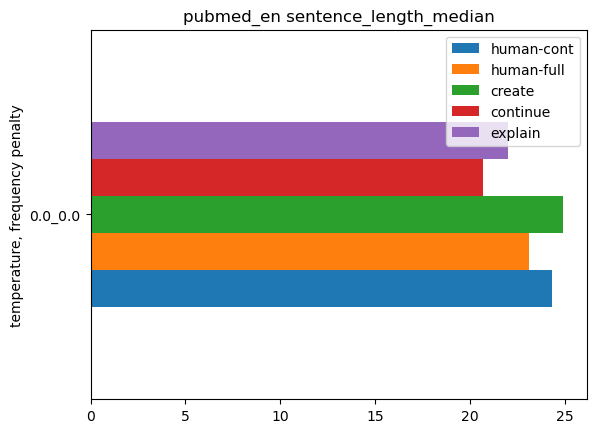 pubmed_en sentence_length_median
human-cont
human-full
create
continue
explain
temperature, frequency penalty
0.0_0.0
0 5 10 15 20 25